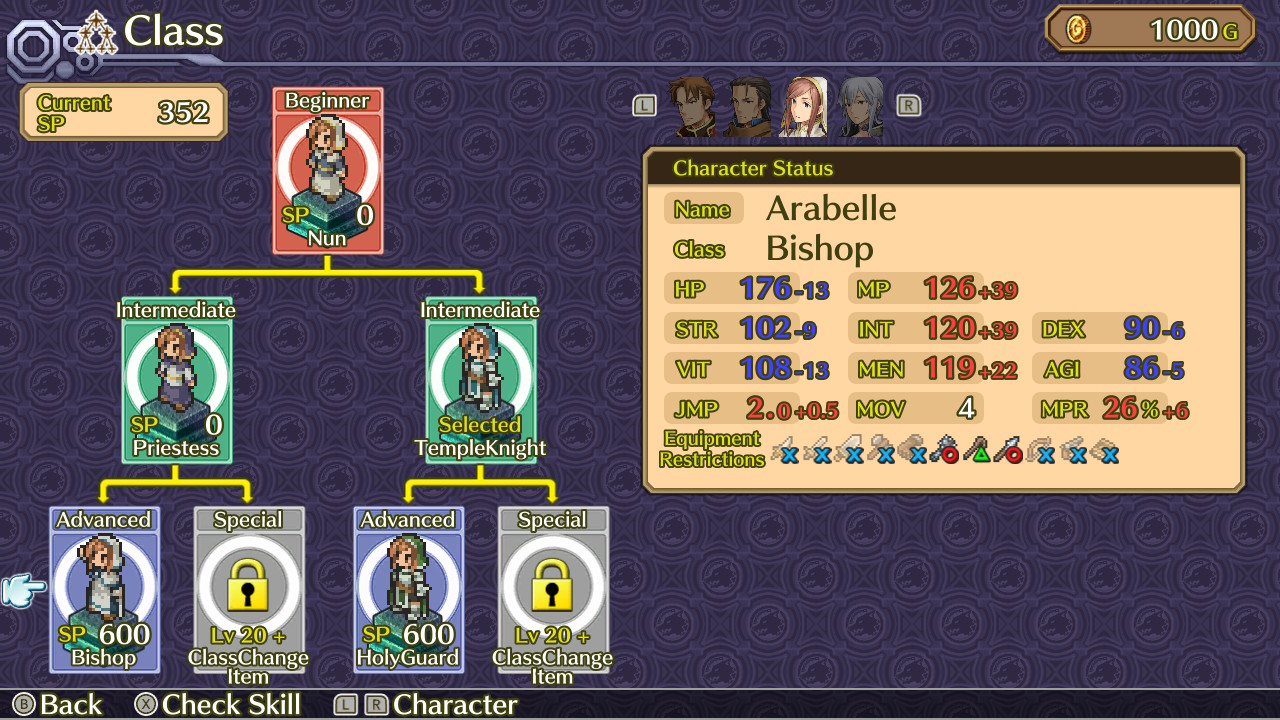 Class
1000 G
Current SP 352
L R
Beginner
SP 0
Nun
Intermediate
SP 0
Priestess
Intermediate
Selected
TempleKnight
Advanced
SP 600
Bishop
Special
Lv 20 +
ClassChange
Item
Advanced
SP 600
HolyGuard
Special
Lv 20 +
ClassChange
Item
Character Status
Name Arabelle
Class Bishop
HP 176-13 MP 126+39
STR 102-9 INT 120+39 DEX 90-6
VIT 108-13 MEN 119+22 AGI 86-5
JMP 2.0+0.5 MOV 4 MPR 26%+6
Equipment
Restrictions
B Back X Check Skill L R Character